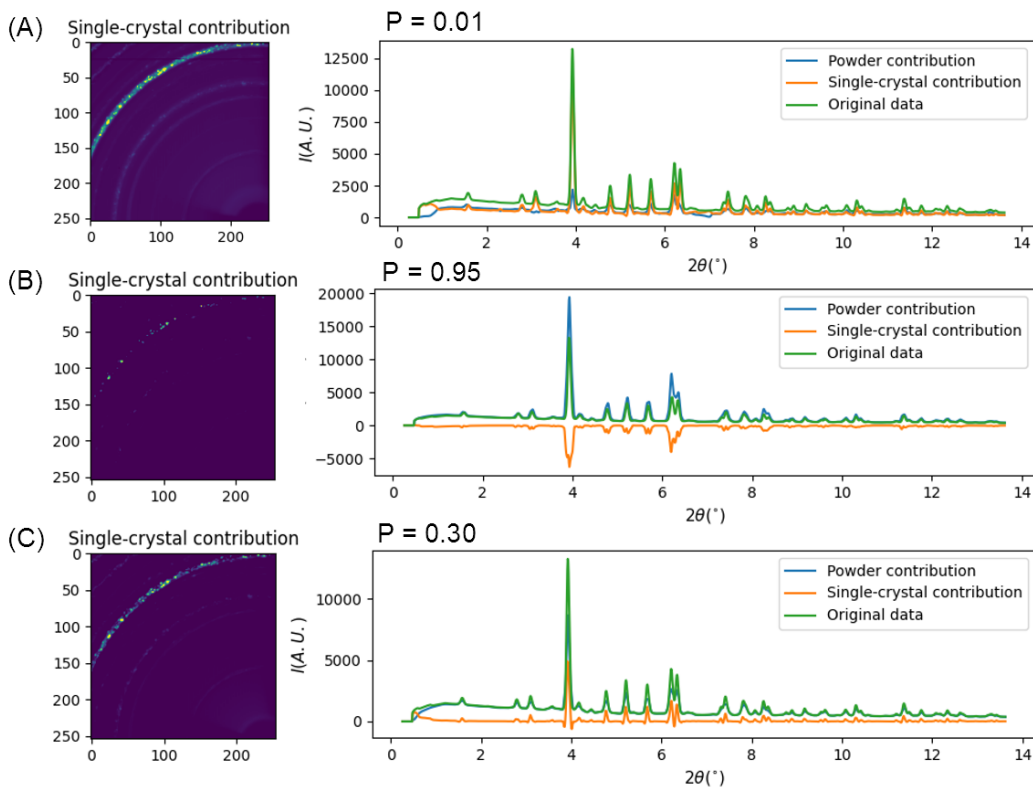 (A)
Single-crystal contribution
0
50
100
150
200
250
0
200
P = 0.01
I(A.U.)
12500
10000
7500
5000
2500
0
Powder contribution
Single-crystal contribution
Original data
0
2
4
6
8
10
12
14
2θ(°)
(B)
Single-crystal contribution
0
50
100
150
200
250
0
100
200
P = 0.95
20000
15000
10000
5000
0
−5000
Powder contribution
Single-crystal contribution
Original data
0
2
4
6
8
10
12
14
2θ(°)
(C)
Single-crystal contribution
0
50
100
150
200
250
0
100
200
P = 0.30
I(A.U.)
10000
5000
0
Powder contribution
Single-crystal contribution
Original data
0
2
4
6
8
10
12
14
2θ(°)